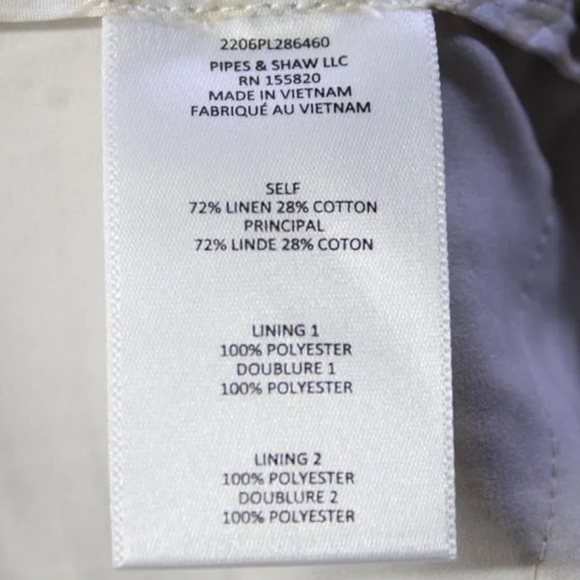 2206PL286460
PIPES & SHAW LLC
RN 155820
MADE IN VIETNAM
FABRIQUÉ AU VIETNAM
SELF
72% LINEN 28% COTTON
PRINCIPAL
72% LINDE 28% COTON
LINING 1
100% POLYESTER
DOUBLURE 1
100% POLYESTER
LINING 2
100% POLYESTER
DOUBLURE 2
100% POLYESTER